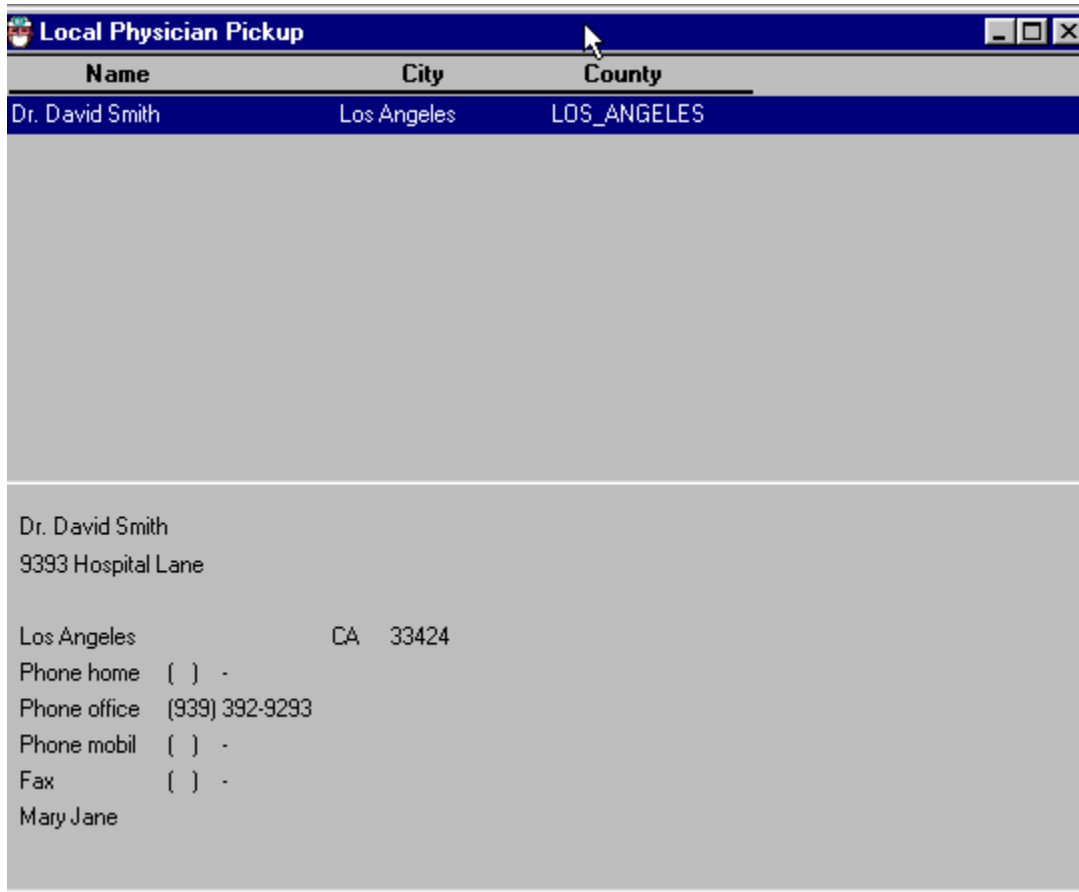 Local Physician Pickup
Name City County
Dr. David Smith Los Angeles LOS_ANGELES
Dr. David Smith
9393 Hospital Lane
Los Angeles CA 33424
Phone home ( ) -
Phone office (939) 392-9293
Phone mobil ( ) -
Fax ( ) -
Mary Jane